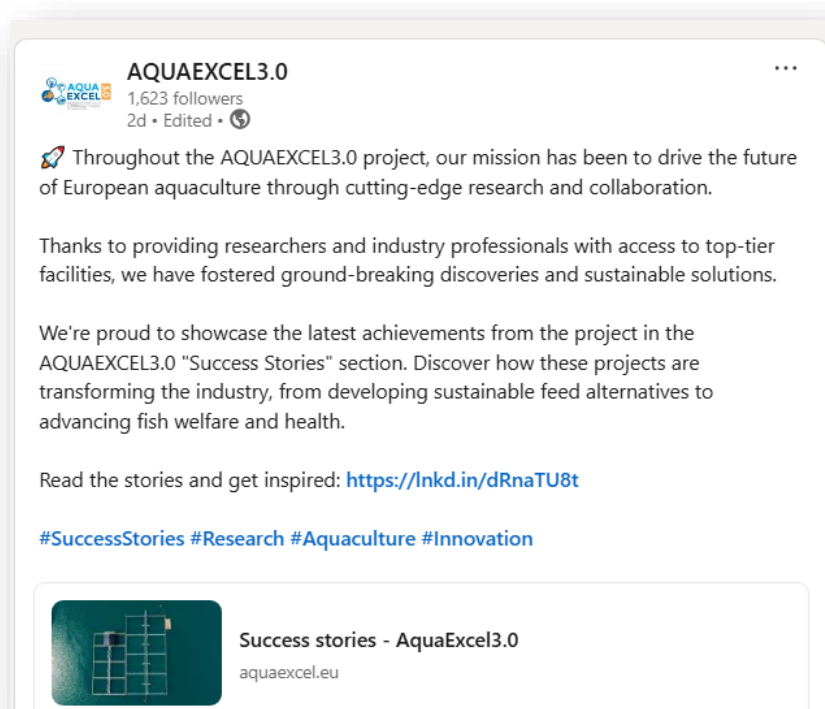 AQUA
EXCEL
AQUAEXCEL3.0
1,623 followers
2d • Edited •
🚀 Throughout the AQUAEXCEL3.0 project, our mission has been to drive the future
of European aquaculture through cutting-edge research and collaboration.
Thanks to providing researchers and industry professionals with access to top-tier
facilities, we have fostered ground-breaking discoveries and sustainable solutions.
We're proud to showcase the latest achievements from the project in the
AQUAEXCEL3.0 "Success Stories" section. Discover how these projects are
transforming the industry, from developing sustainable feed alternatives to
advancing fish welfare and health.
Read the stories and get inspired: https://lnkd.in/dRnaTU8t
#SuccessStories #Research #Aquaculture #Innovation
Success stories - AquaExcel3.0
aquaexcel.eu